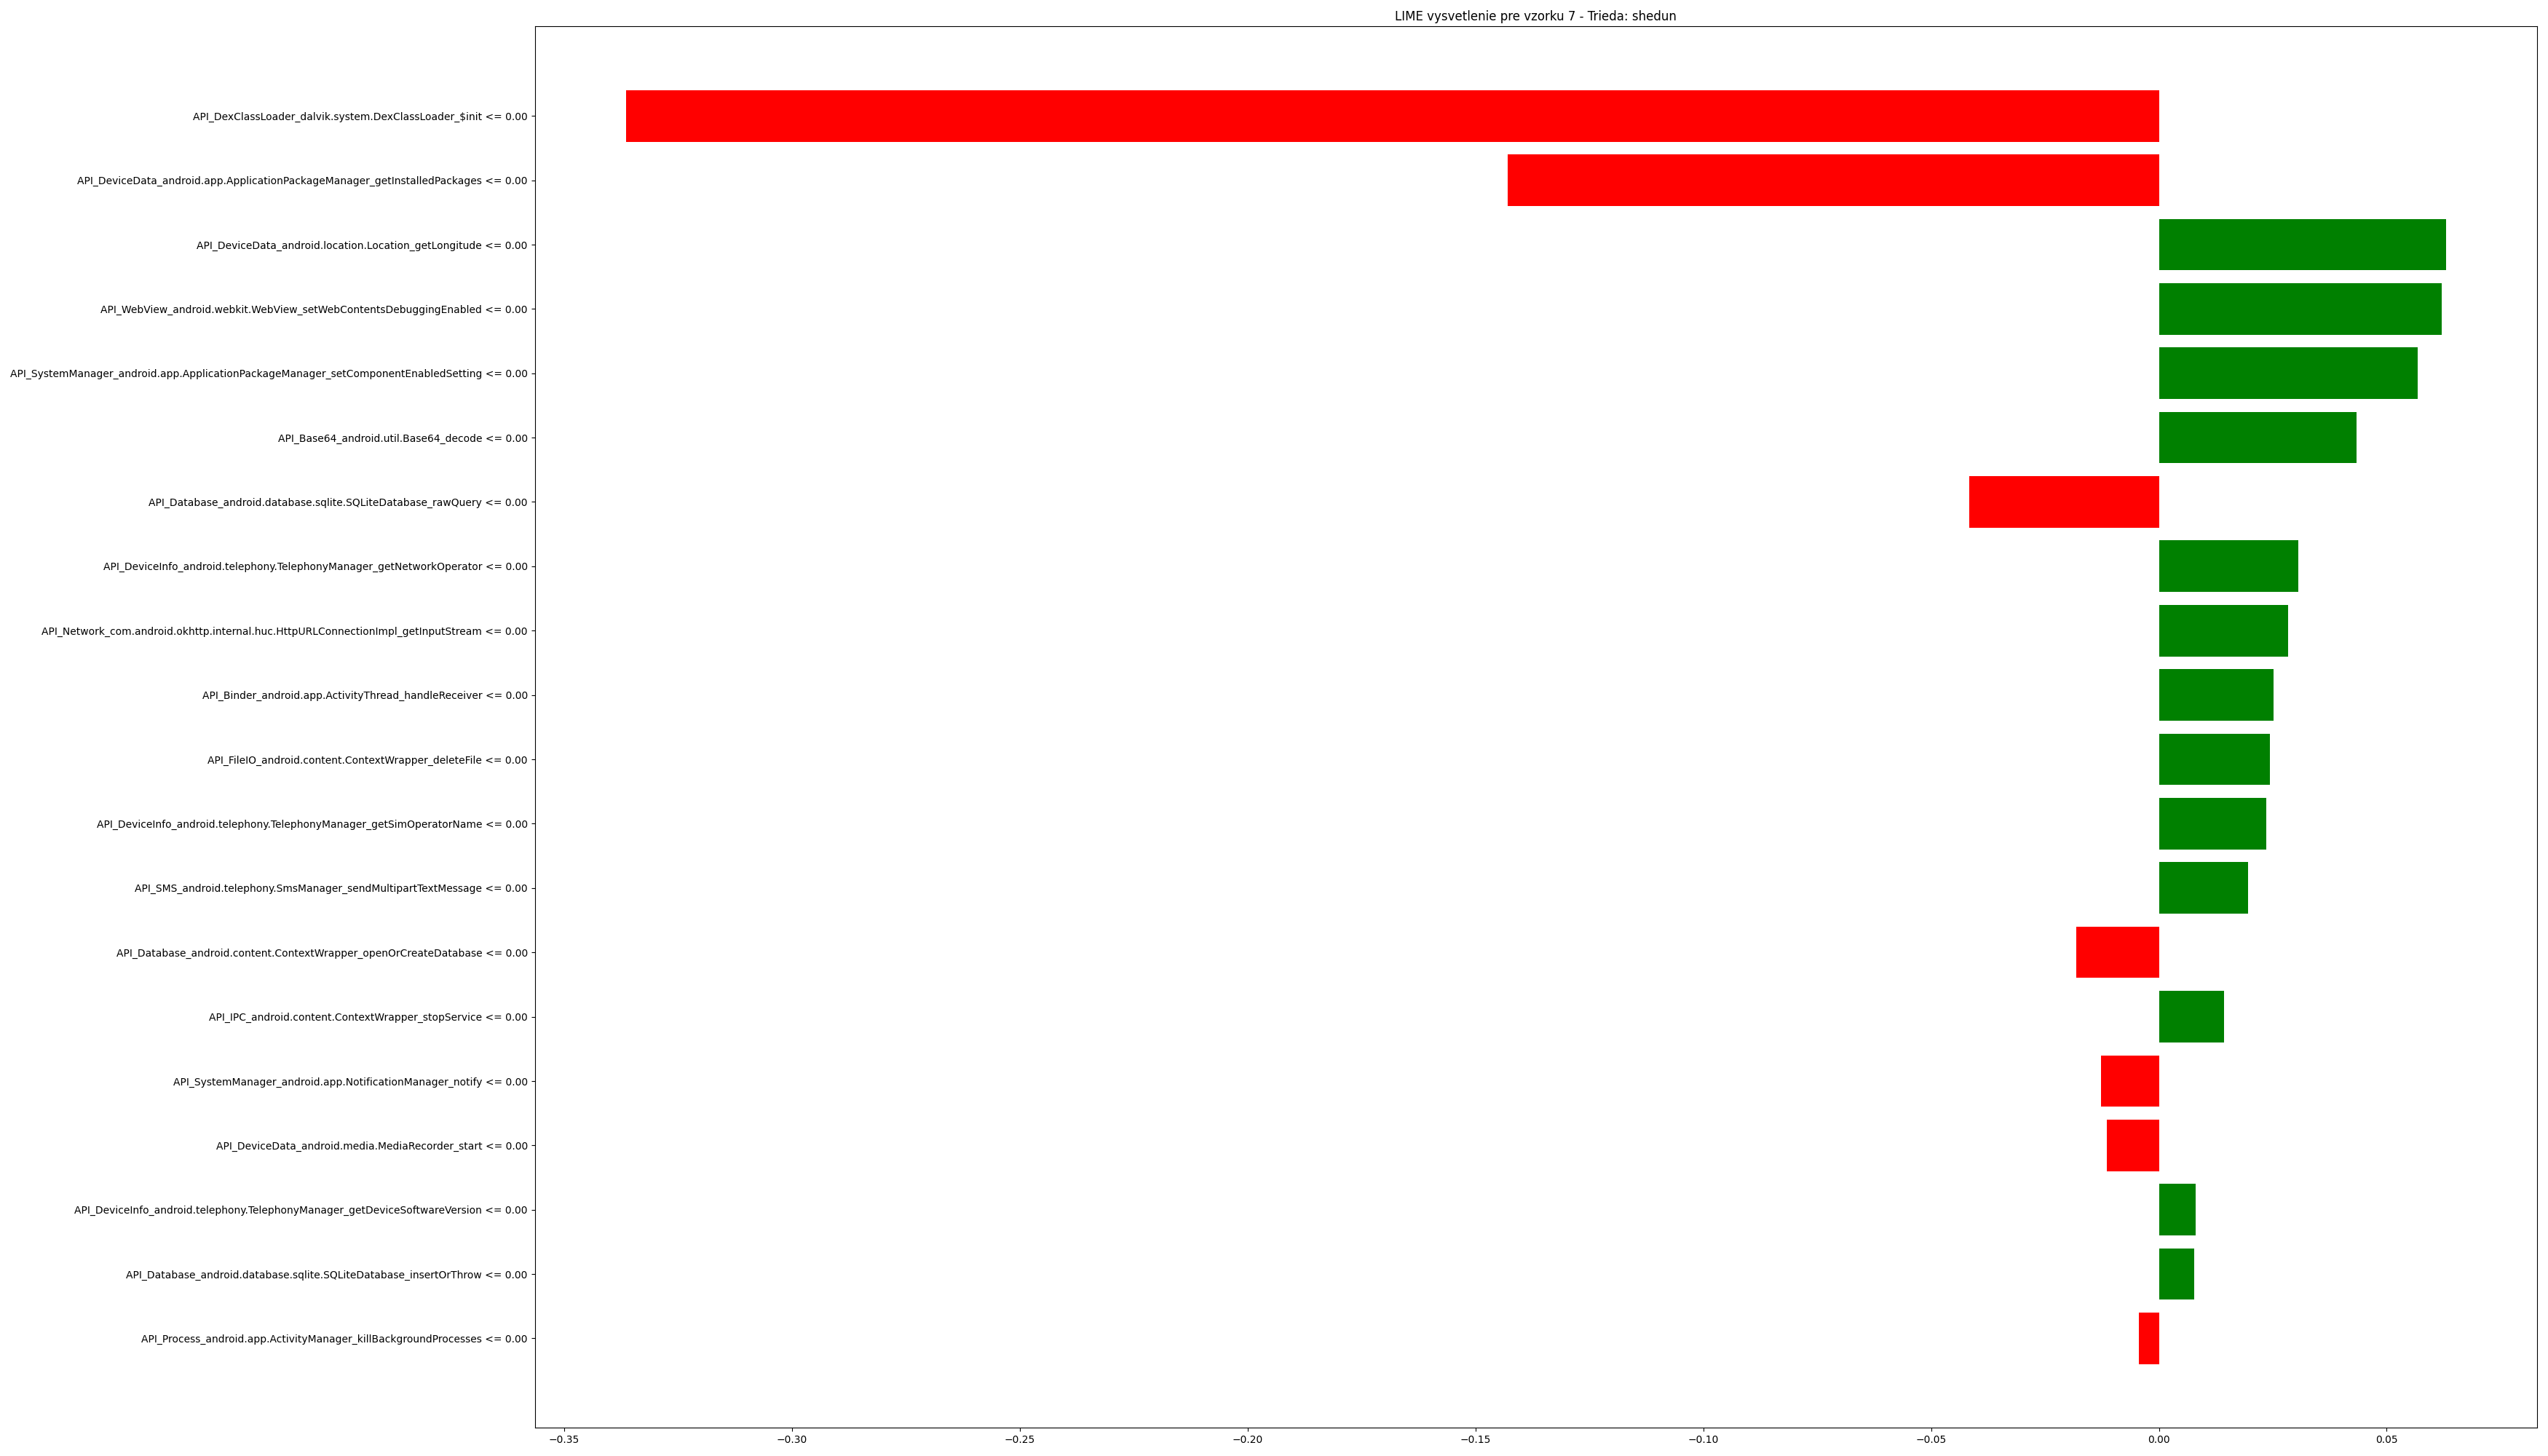 LIME vysvetlenie pre vzorku 7 - Trieda: shedun
API_DexClassLoader_dalvik.system.DexClassLoader_$init <= 0.00
API_DeviceData_android.app.ApplicationPackageManager_getInstalledPackages <= 0.00
API_DeviceData_android.location.Location_getLongitude <= 0.00
API_WebView_android.webkit.WebView_setWebContentsDebuggingEnabled <= 0.00
API_SystemManager_android.app.ApplicationPackageManager_setComponentEnabledSetting <= 0.00
API_Base64_android.util.Base64_decode <= 0.00
API_Database_android.database.sqlite.SQLiteDatabase_rawQuery <= 0.00
API_DeviceInfo_android.telephony.TelephonyManager_getNetworkOperator <= 0.00
API_Network_com.android.okhttp.internal.huc.HttpURLConnectionImpl_getInputStream <= 0.00
API_Binder_android.app.ActivityThread_handleReceiver <= 0.00
API_FileIO_android.content.ContextWrapper_deleteFile <= 0.00
API_DeviceInfo_android.telephony.TelephonyManager_getSimOperatorName <= 0.00
API_SMS_android.telephony.SmsManager_sendMultipartTextMessage <= 0.00
API_Database_android.content.ContextWrapper_openOrCreateDatabase <= 0.00
API_IPC_android.content.ContextWrapper_stopService <= 0.00
API_SystemManager_android.app.NotificationManager_notify <= 0.00
API_DeviceData_android.media.MediaRecorder_start <= 0.00
API_DeviceInfo_android.telephony.TelephonyManager_getDeviceSoftwareVersion <= 0.00
API_Database_android.database.sqlite.SQLiteDatabase_insertOrThrow <= 0.00
API_Process_android.app.ActivityManager_killBackgroundProcesses <= 0.00
−0.35 −0.30 −0.25 −0.20 −0.15 −0.10 −0.05 0.00 0.05